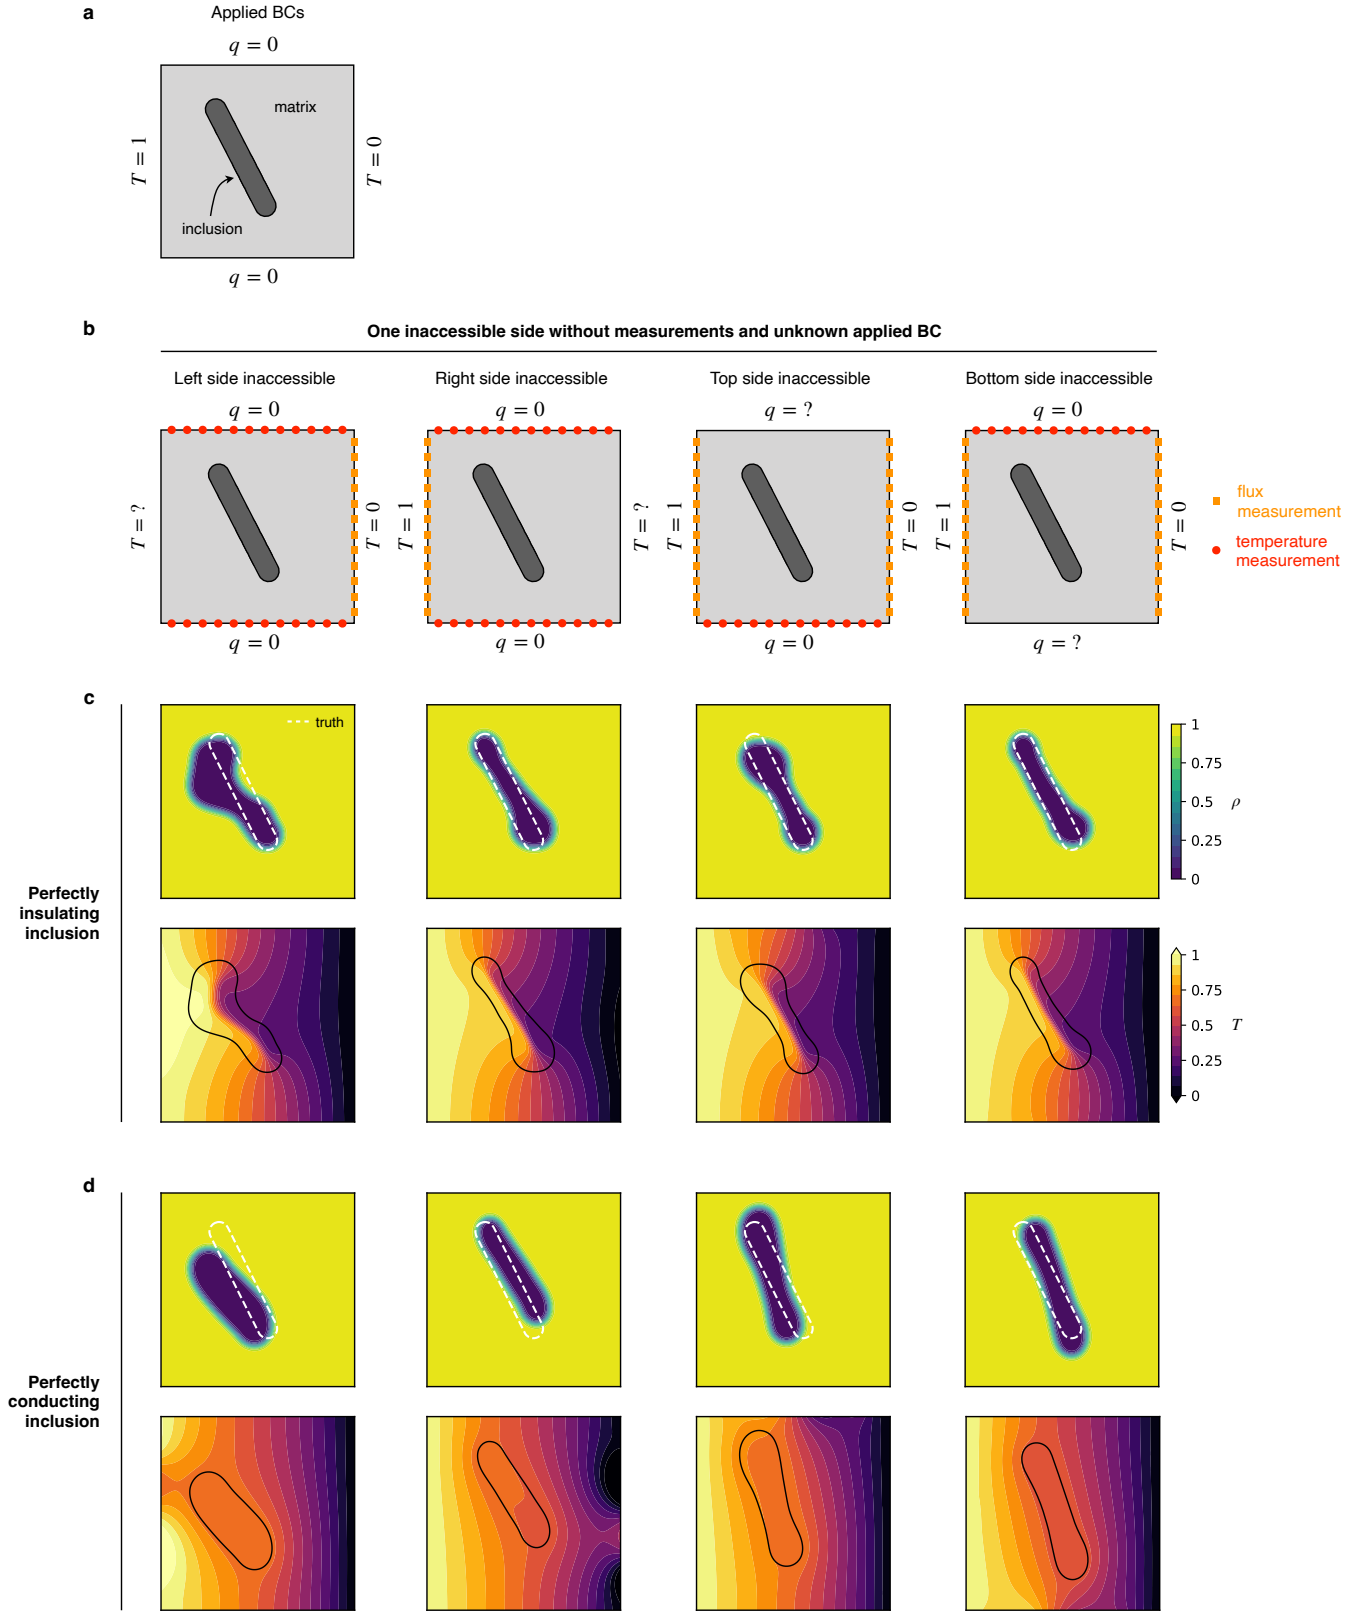 a
Applied BCs
q = 0
T = 1
matrix
T = 0
inclusion
q = 0
b
One inaccessible side without measurements and unknown applied BC
Left side inaccessible
Right side inaccessible
Top side inaccessible
Bottom side inaccessible
q = 0
q = 0
q = ?
q = 0
T = ?
T = 0
T = 1
T = ?
T = 1
T = 0
T = 1
T = 0
flux
measurement
temperature
measurement
q = 0
q = 0
q = 0
q = ?
c
truth
1
0.75
0.5
ρ
0.25
0
Perfectly
insulating
inclusion
1
0.75
0.5
T
0.25
0
d
Perfectly
conducting
inclusion